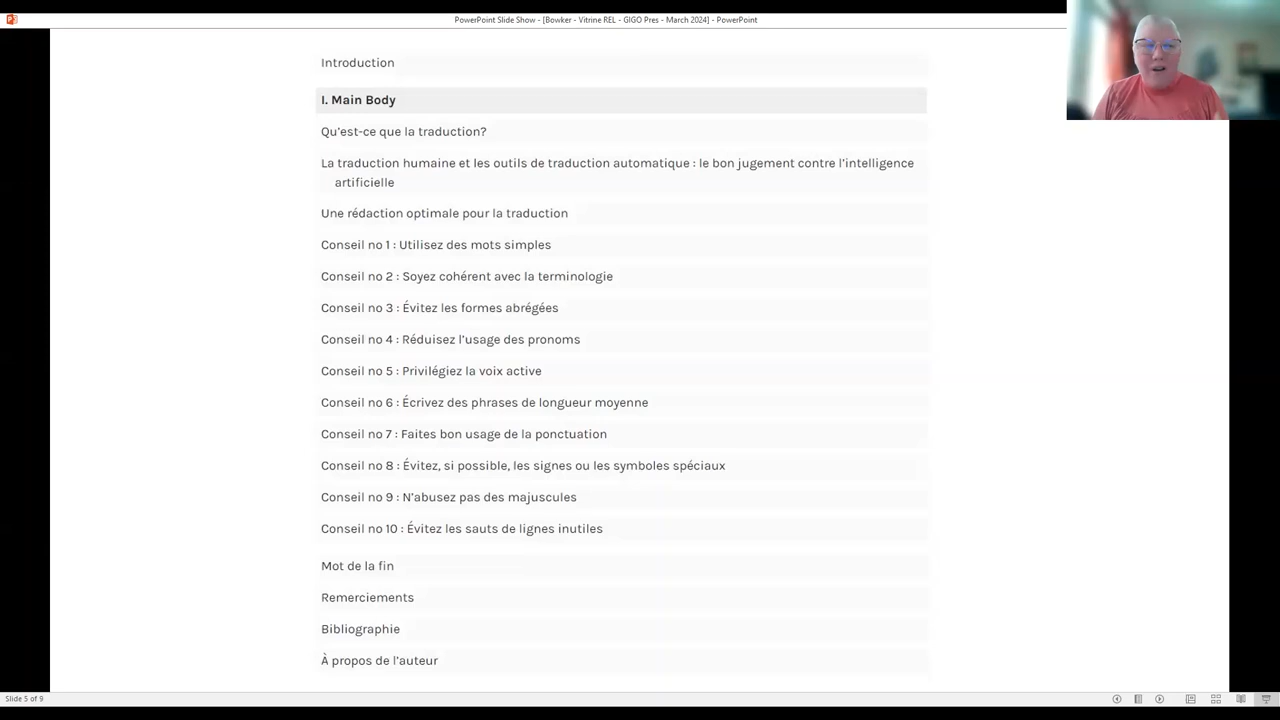 PowerPoint Slide Show - [Bowker - Vitrine REL - GIGO Pres - March 2024] - PowerPoint
Introduction
I. Main Body
Qu'est-ce que la traduction?
La traduction humaine et les outils de traduction automatique : le bon jugement contre l'intelligence
artificielle
Une rédaction optimale pour la traduction
Conseil no 1 : Utilisez des mots simples
Conseil no 2 : Soyez cohérent avec la terminologie
Conseil no 3 : Évitez les formes abrégées
Conseil no 4 : Réduisez l'usage des pronoms
Conseil no 5 : Privilégiez la voix active
Conseil no 6 : Écrivez des phrases de longueur moyenne
Conseil no 7 : Faites bon usage de la ponctuation
Conseil no 8 : Évitez, si possible, les signes ou les symboles spéciaux
Conseil no 9 : N'abusez pas des majuscules
Conseil no 10 : Évitez les sauts de lignes inutiles
Mot de la fin
Remerciements
Bibliographie
À propos de l'auteur
Slide 5 of 9